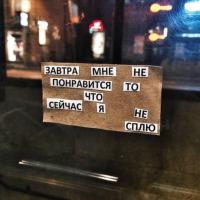 ЗАВТРА МНЕ НЕ
ПОНРАВИТСЯ ТО
ЧТО
СЕЙЧАС Я НЕ
СПЛЮ